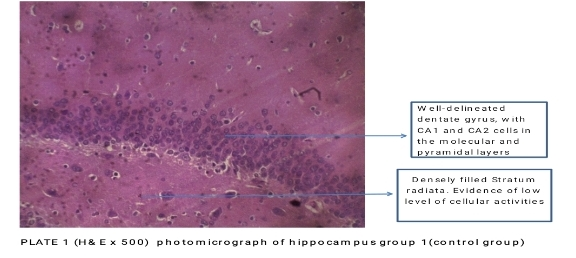 Well-delineated
dentate gyrus, with
CA1 and CA2 cells in
the molecular and
pyramidal layers
Densely filled Stratum
radiata. Evidence of low
level of cellular activities
PLATE 1 (H& E x 500) photomicrograph of hippocampus group 1(control group)